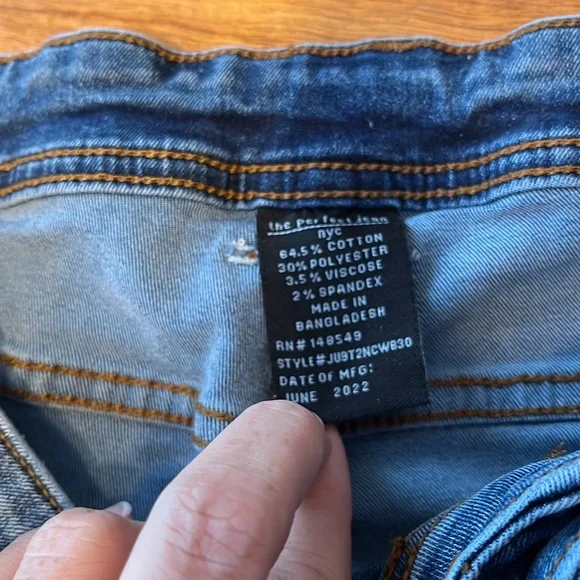 the perfect jean
nyc
64.5% COTTON
30% POLYESTER
3.5% VISCOSE
2% SPANDEX
MADE IN
BANGLADESH
RN# 148549
STYLE# JU9T2NCWB30
DATE OF MFG:
JUNE 2022